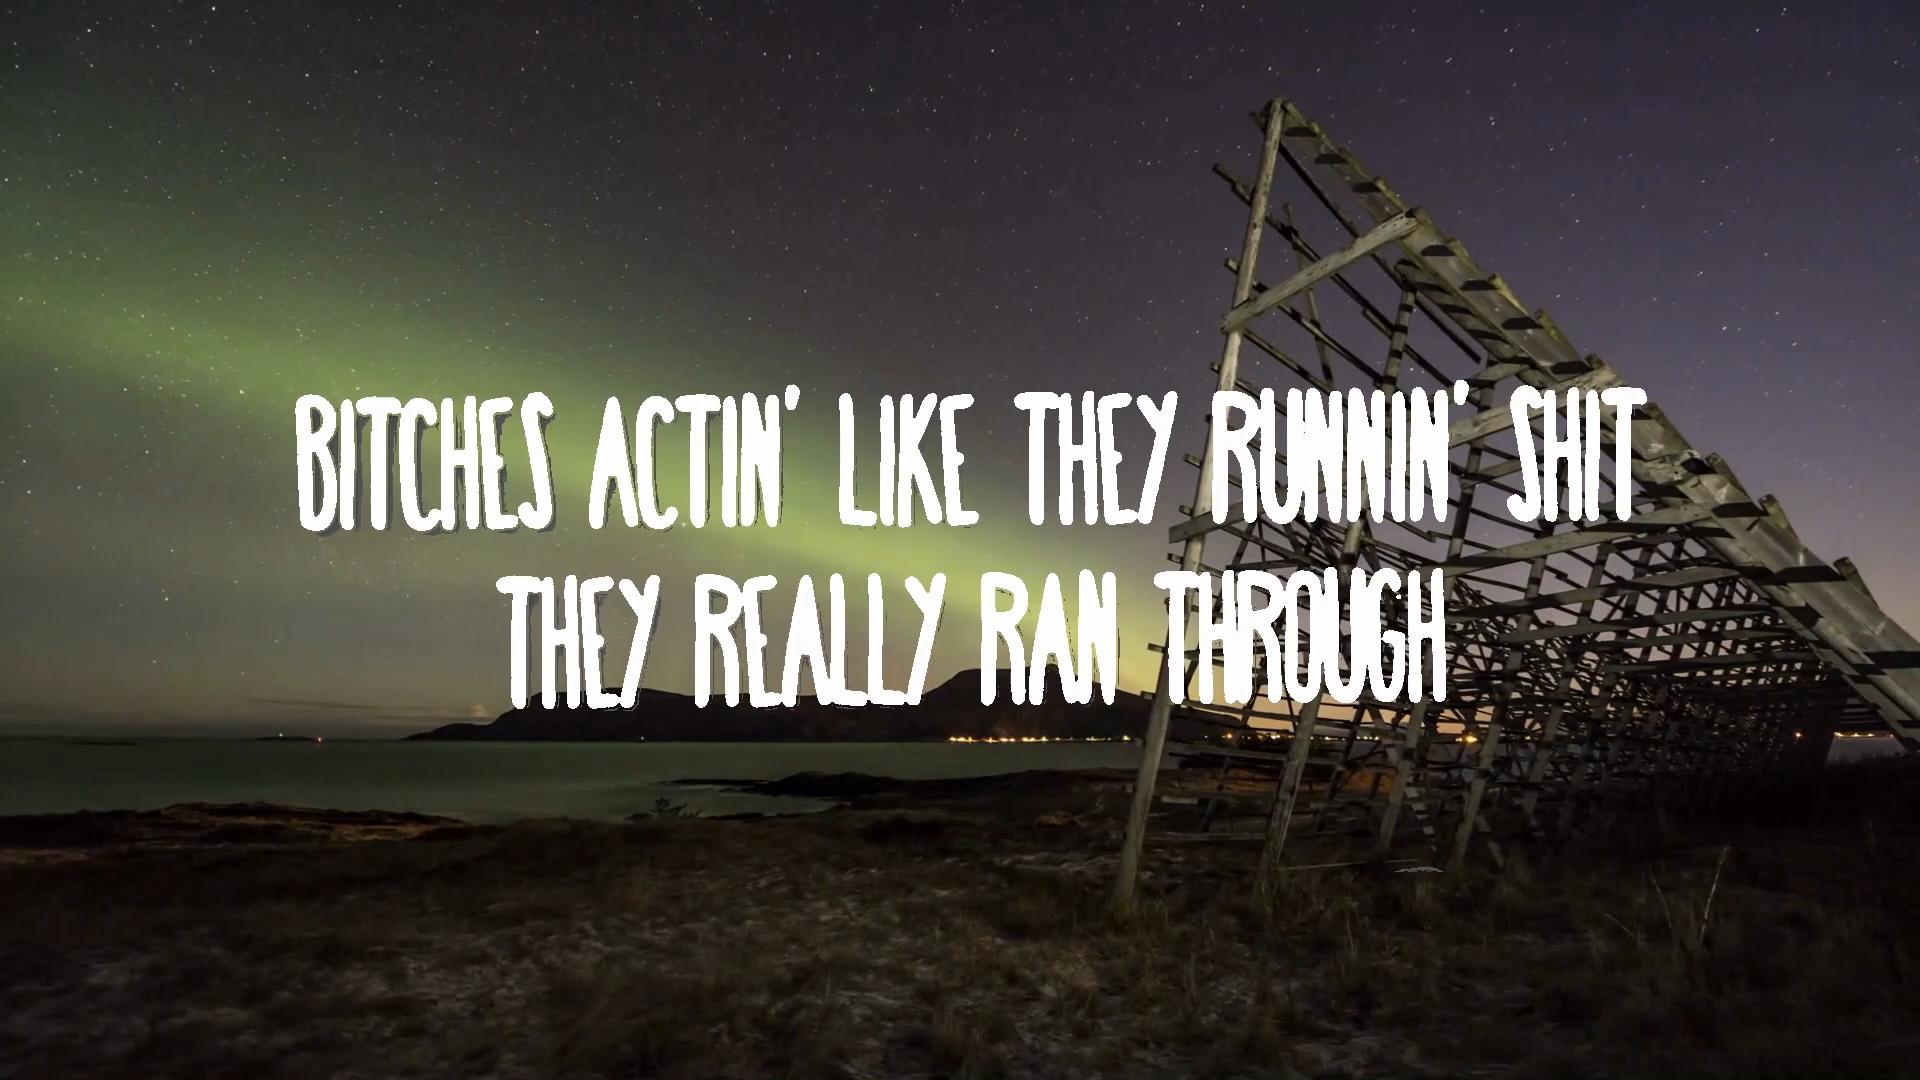 BITCHES ACTIN' LIKE THEY RUNNIN' SHIT
THEY REALLY RAN THROUGH